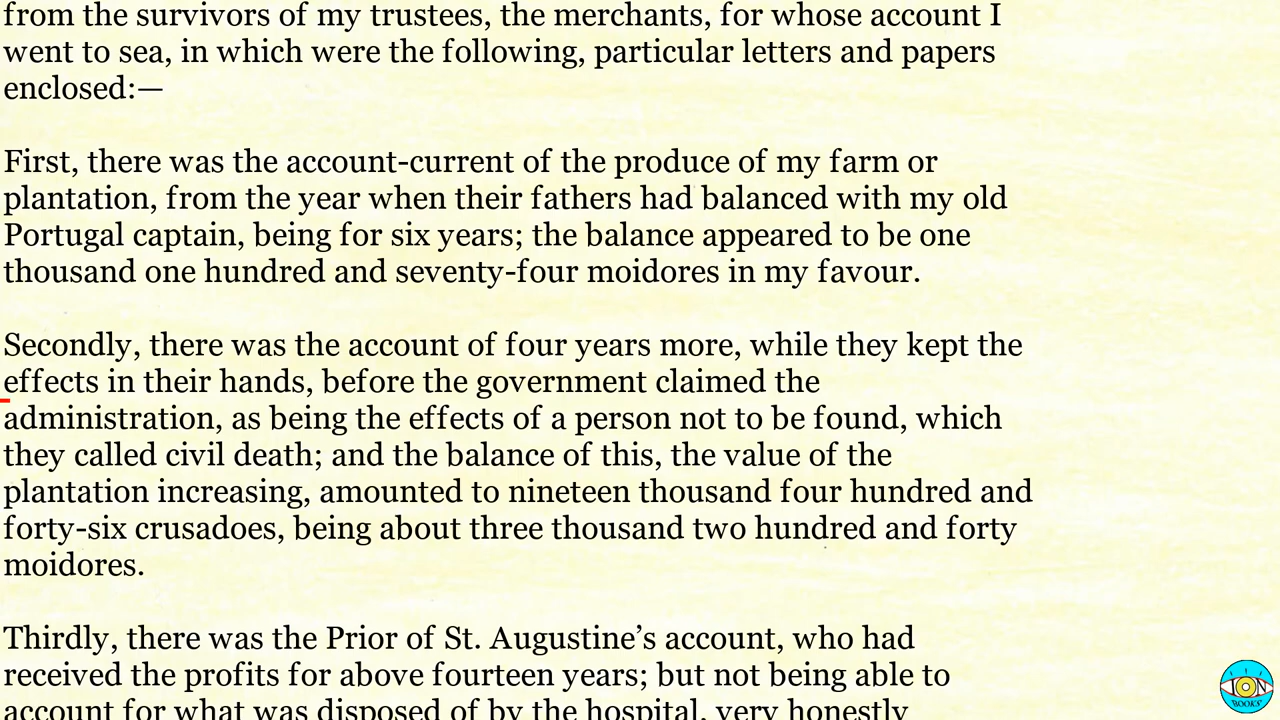 from the survivors of my trustees, the merchants, for whose account I
went to sea, in which were the following, particular letters and papers
enclosed:—
First, there was the account-current of the produce of my farm or
plantation, from the year when their fathers had balanced with my old
Portugal captain, being for six years; the balance appeared to be one
thousand one hundred and seventy-four moidores in my favour.
Secondly, there was the account of four years more, while they kept the
effects in their hands, before the government claimed the
administration, as being the effects of a person not to be found, which
they called civil death; and the balance of this, the value of the
plantation increasing, amounted to nineteen thousand four hundred and
forty-six crusadoes, being about three thousand two hundred and forty
moidores.
Thirdly, there was the Prior of St. Augustine’s account, who had
received the profits for above fourteen years; but not being able to
account for what was disposed of by the hospital, very honestly
ION
BOOKS